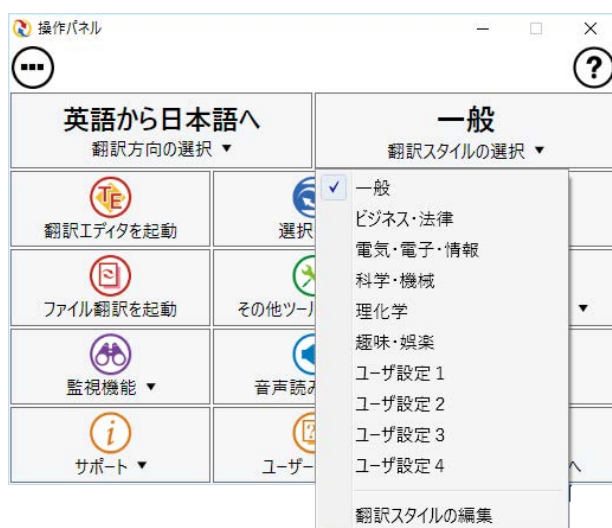 操作パネル
英語から日本語へ
翻訳方向の選択 ▼
一般
翻訳スタイルの選択 ▼
翻訳エディタを起動
選択
ファイル翻訳を起動
その他ツー
▼
監視機能 ▼
音声読み
サポート ▼
ユーザー
へ
✓ 一般
ビジネス・法律
電気・電子・情報
科学・機械
理化学
趣味・娯楽
ユーザ設定 1
ユーザ設定 2
ユーザ設定 3
ユーザ設定 4
翻訳スタイルの編集